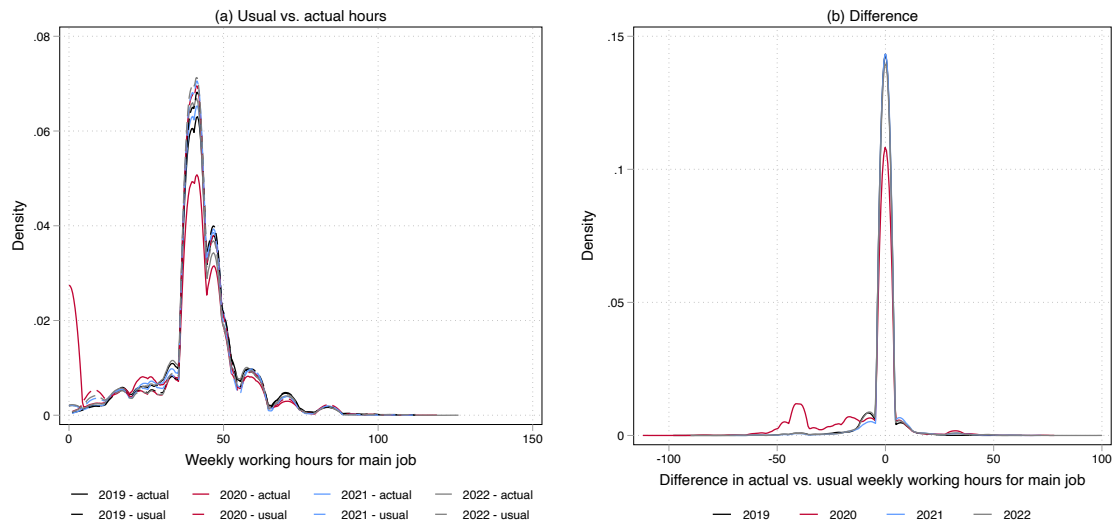 (a) Usual vs. actual hours
.08
.06
.04
.02
0
Density
0 50 100 150
Weekly working hours for main job
2019 - actual 2020 - actual 2021 - actual 2022 - actual
2019 - usual 2020 - usual 2021 - usual 2022 - usual
(b) Difference
.15
.1
.05
0
Density
-100 -50 0 50 100
Difference in actual vs. usual weekly working hours for main job
2019 2020 2021 2022